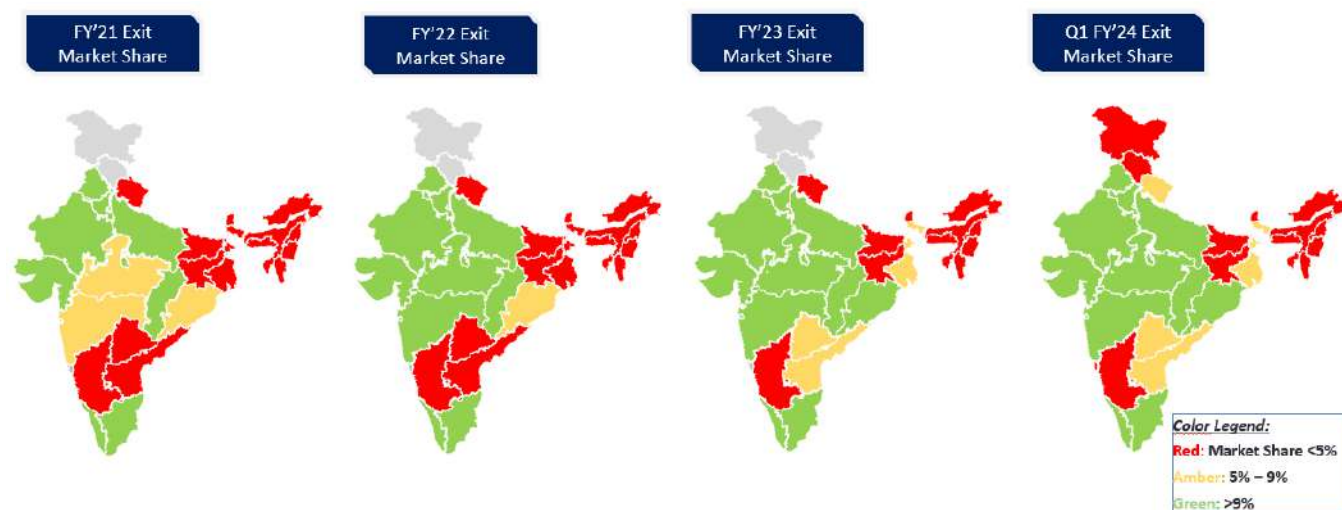 FY'21 Exit
Market Share
FY'22 Exit
Market Share
FY'23 Exit
Market Share
Q1 FY'24 Exit
Market Share
Color Legend:
Red: Market Share <5%
Amber: 5% – 9%
Green: >9%